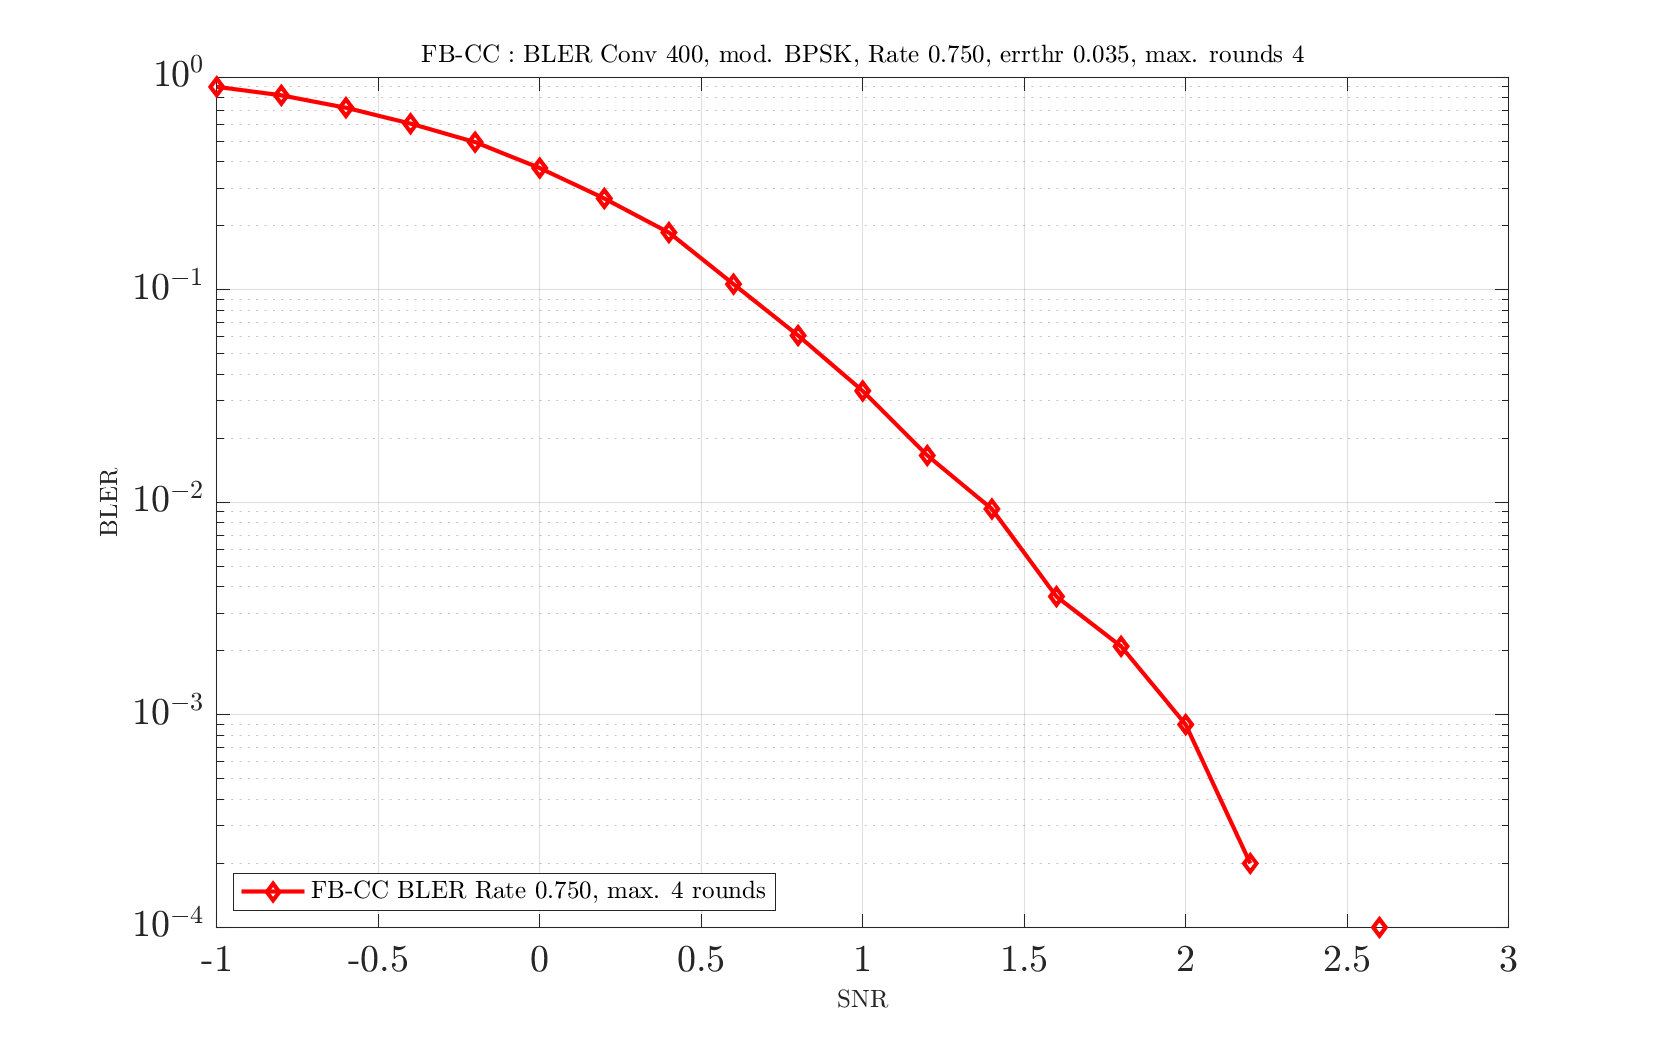 FB-CC : BLER Conv 400, mod. BPSK, Rate 0.750, errthr 0.035, max. rounds 4
10^0
10^-1
10^-2
10^-3
10^-4
BLER
FB-CC BLER Rate 0.750, max. 4 rounds
-1 -0.5 0 0.5 1 1.5 2 2.5 3
SNR